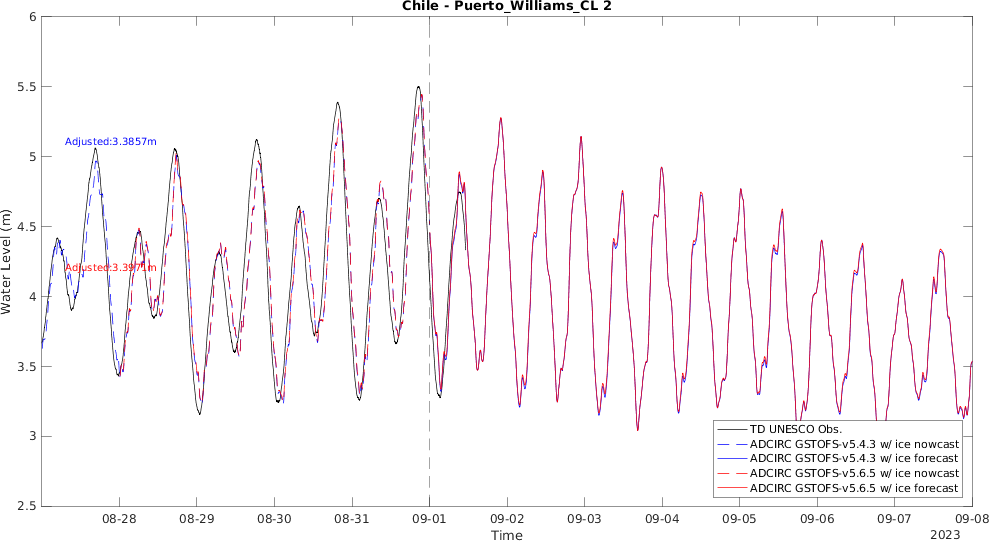 Chile - Puerto_Williams_CL 2
6
5.5
5
4.5
4
3.5
3
2.5
Water Level (m)
Adjusted:3.3857m
Adjusted:3.3971m
TD UNESCO Obs.
ADCIRC GSTOFS-v5.4.3 w/ ice nowcast
ADCIRC GSTOFS-v5.4.3 w/ ice forecast
ADCIRC GSTOFS-v5.6.5 w/ ice nowcast
ADCIRC GSTOFS-v5.6.5 w/ ice forecast
08-28 08-29 08-30 08-31 09-01 09-02 09-03 09-04 09-05 09-06 09-07 09-08
Time
2023